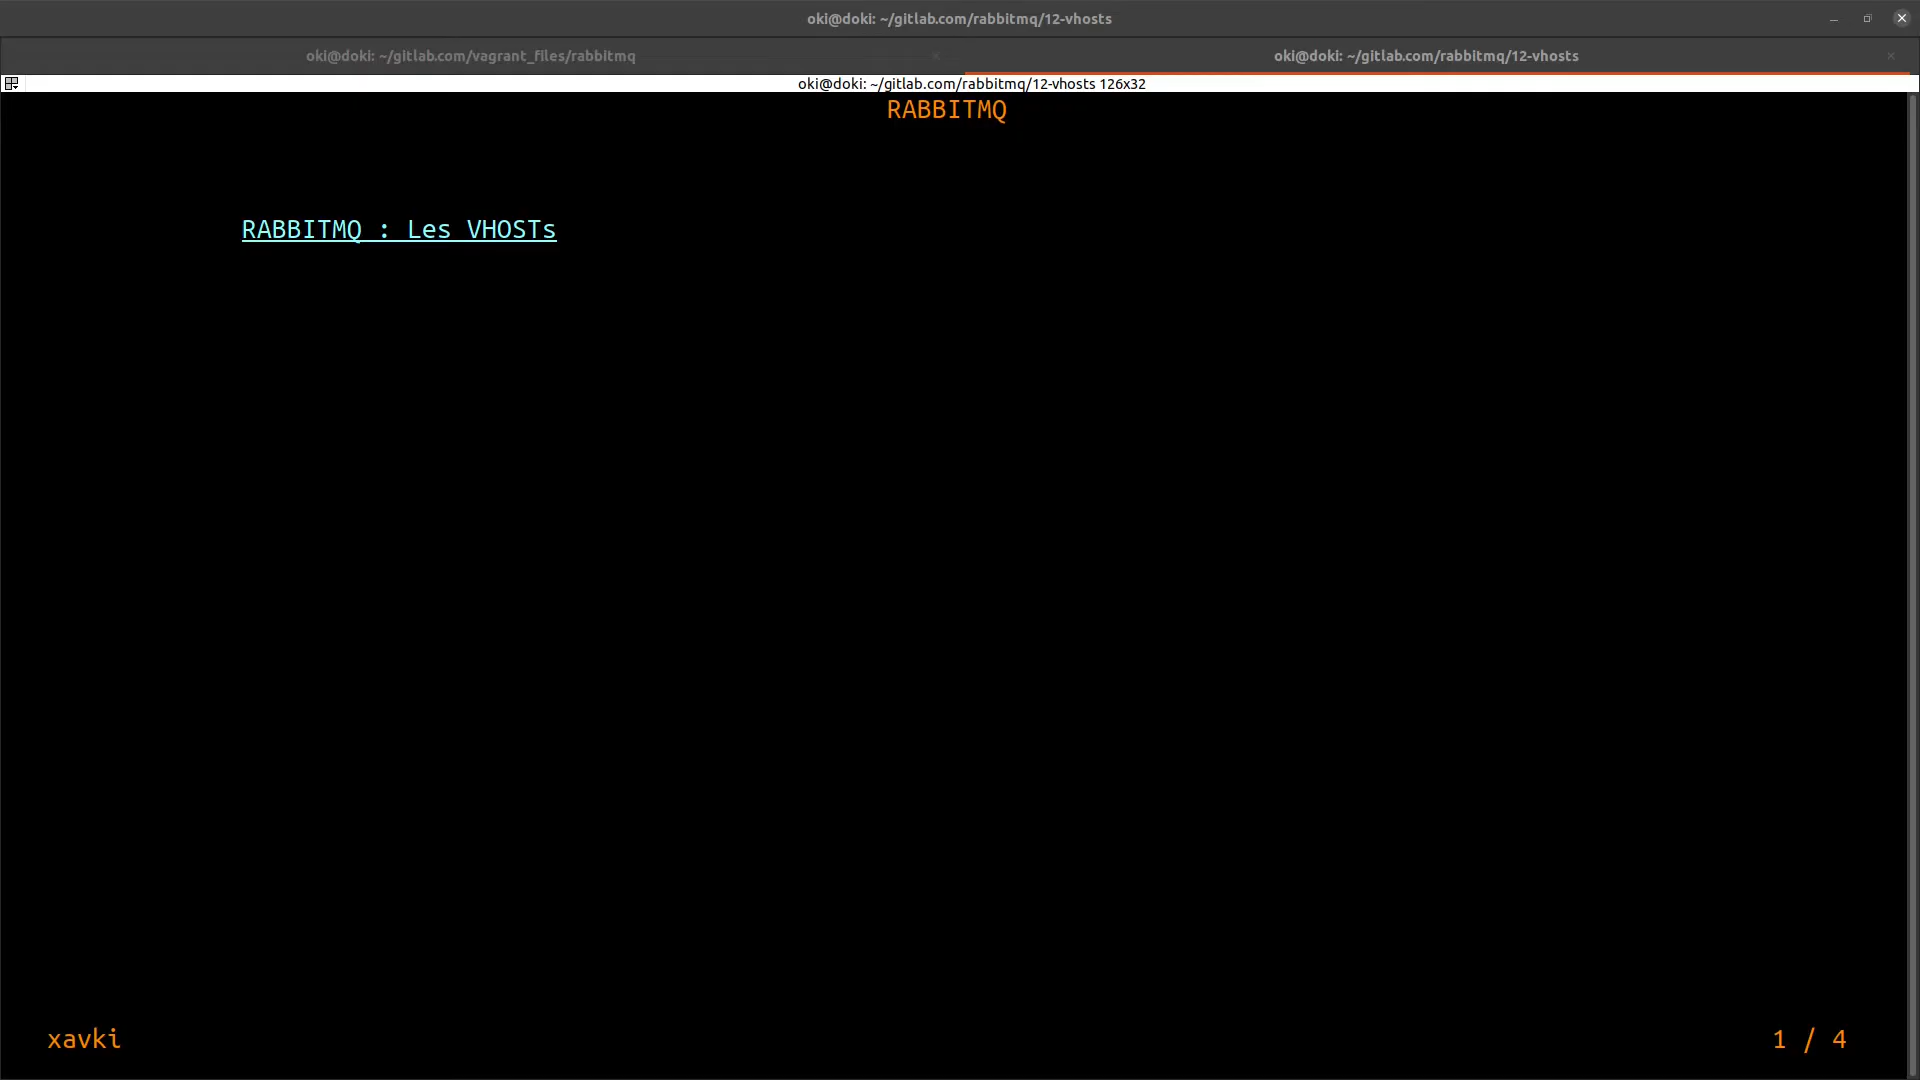 oki@doki: ~/gitlab.com/rabbitmq/12-vhosts
oki@doki: ~/gitlab.com/vagrant_files/rabbitmq
oki@doki: ~/gitlab.com/rabbitmq/12-vhosts
oki@doki: ~/gitlab.com/rabbitmq/12-vhosts 126x32
RABBITMQ
RABBITMQ : Les VHOSTs
xavki
1 / 4